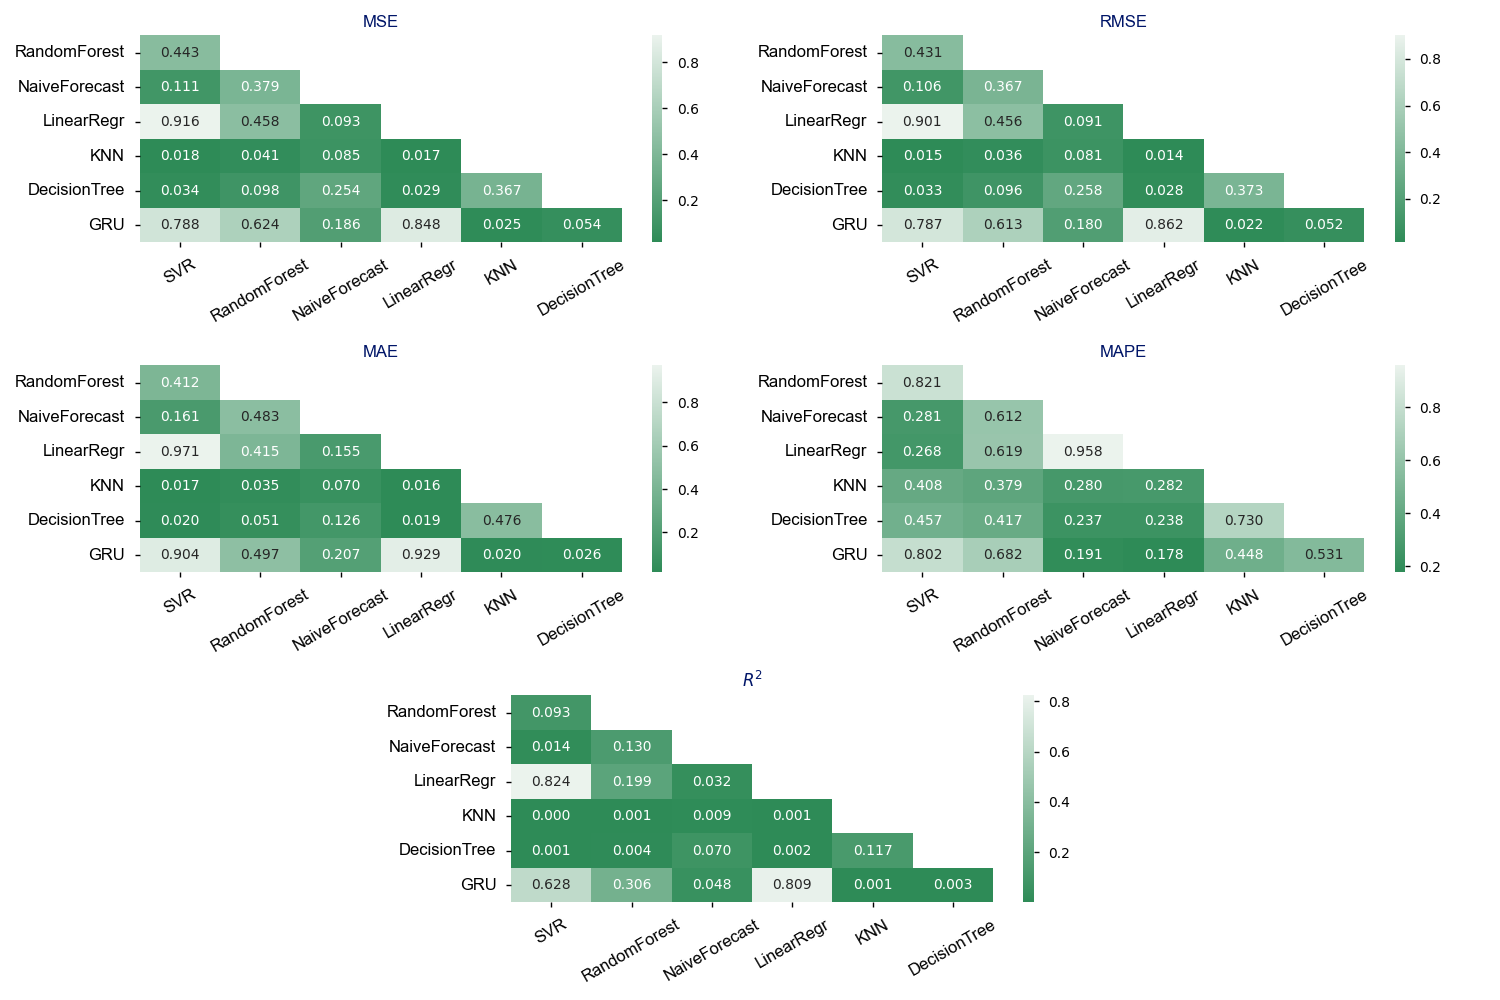 MSE
RandomForest 0.443
NaiveForecast 0.111 0.379
LinearRegr 0.916 0.458 0.093
KNN 0.018 0.041 0.085 0.017
DecisionTree 0.034 0.098 0.254 0.029 0.367
GRU 0.788 0.624 0.186 0.848 0.025 0.054
SVR RandomForest NaiveForecast LinearRegr KNN DecisionTree
0.8
0.6
0.4
0.2
RMSE
RandomForest 0.431
NaiveForecast 0.106 0.367
LinearRegr 0.901 0.456 0.091
KNN 0.015 0.036 0.081 0.014
DecisionTree 0.033 0.096 0.258 0.028 0.373
GRU 0.787 0.613 0.180 0.862 0.022 0.052
SVR RandomForest NaiveForecast LinearRegr KNN DecisionTree
0.8
0.6
0.4
0.2
MAE
RandomForest 0.412
NaiveForecast 0.161 0.483
LinearRegr 0.971 0.415 0.155
KNN 0.017 0.035 0.070 0.016
DecisionTree 0.020 0.051 0.126 0.019 0.476
GRU 0.904 0.497 0.207 0.929 0.020 0.026
SVR RandomForest NaiveForecast LinearRegr KNN DecisionTree
0.8
0.6
0.4
0.2
MAPE
RandomForest 0.821
NaiveForecast 0.281 0.612
LinearRegr 0.268 0.619 0.958
KNN 0.408 0.379 0.280 0.282
DecisionTree 0.457 0.417 0.237 0.238 0.730
GRU 0.802 0.682 0.191 0.178 0.448 0.531
SVR RandomForest NaiveForecast LinearRegr KNN DecisionTree
0.8
0.6
0.4
0.2
R²
RandomForest 0.093
NaiveForecast 0.014 0.130
LinearRegr 0.824 0.199 0.032
KNN 0.000 0.001 0.009 0.001
DecisionTree 0.001 0.004 0.070 0.002 0.117
GRU 0.628 0.306 0.048 0.809 0.001 0.003
SVR RandomForest NaiveForecast LinearRegr KNN DecisionTree
0.8
0.6
0.4
0.2